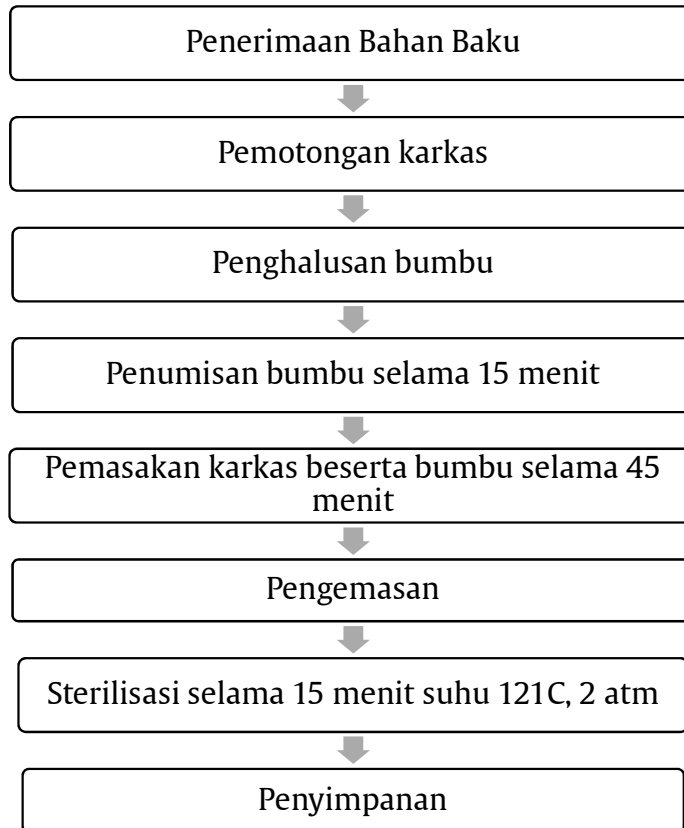 Penerimaan Bahan Baku
Pemotongan karkas
Penghalusan bumbu
Penumisan bumbu selama 15 menit
Pemasakan karkas beserta bumbu selama 45
menit
Pengemasan
Sterilisasi selama 15 menit suhu 121C, 2 atm
Penyimpanan